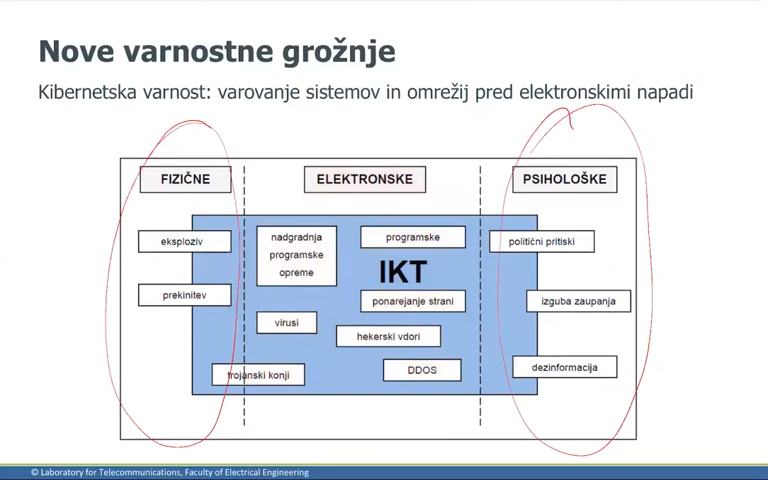 Nove varnostne grožnje
Kibernetska varnost: varovanje sistemov in omrežij pred elektronskimi napadi
FIZIČNE
ELEKTRONSKE
PSIHOLOŠKE
eksploziv
nadgradnja
programske
opreme
programske
politični pritiski
IKT
prekinitev
ponarejanje strani
izguba zaupanja
virusi
hekerski vdori
trojanski konji
DDOS
dezinformacija
© Laboratory for Telecommunications, Faculty of Electrical Engineering